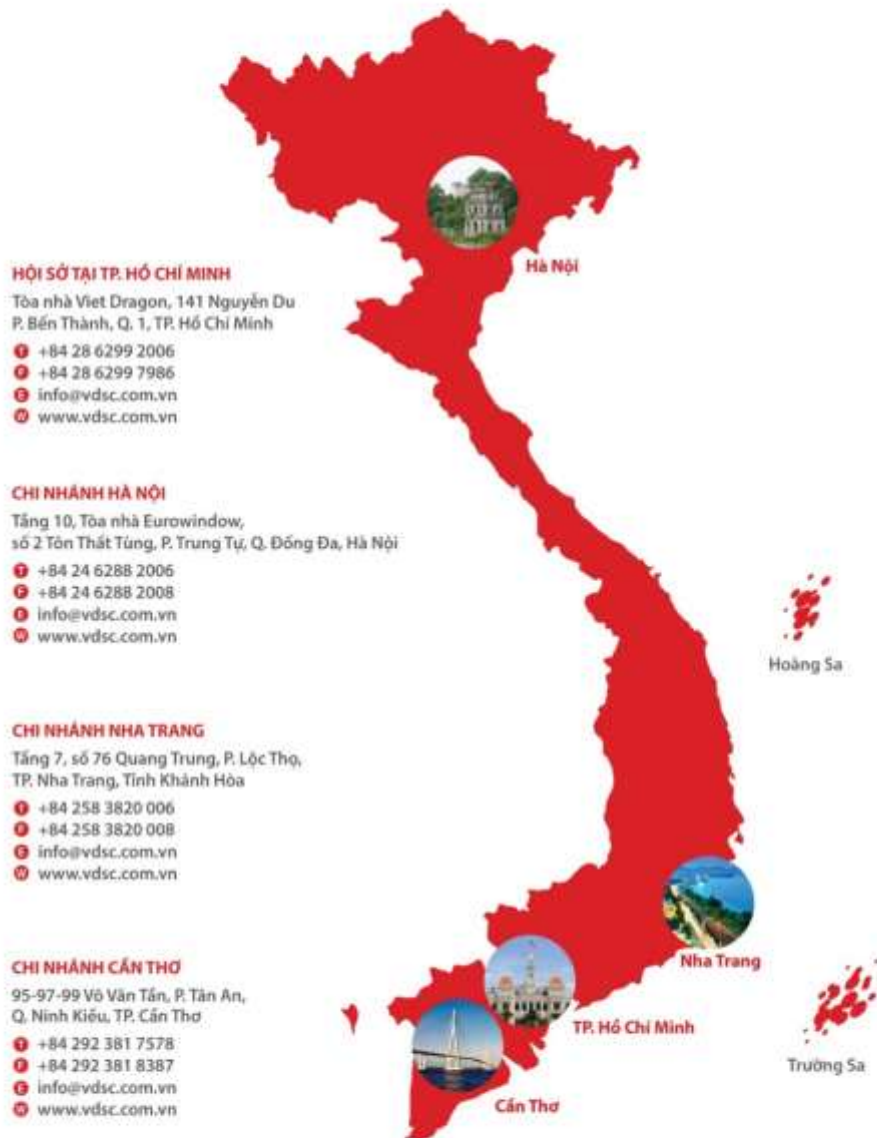 HỘI SỞ TẠI TP. HỒ CHÍ MINH
Tòa nhà Viet Dragon, 141 Nguyễn Du
P. Bến Thành, Q. 1, TP. Hồ Chí Minh
T +84 28 6299 2006
F +84 28 6299 7986
E info@vdsc.com.vn
W www.vdsc.com.vn
CHI NHÁNH HÀ NỘI
Tầng 10, Tòa nhà Eurowindow,
số 2 Tôn Thất Tùng, P. Trung Tự, Q. Đống Đa, Hà Nội
T +84 24 6288 2006
F +84 24 6288 2008
E info@vdsc.com.vn
W www.vdsc.com.vn
CHI NHÁNH NHA TRANG
Tầng 7, số 76 Quang Trung, P. Lộc Thọ,
TP. Nha Trang, Tỉnh Khánh Hòa
T +84 258 3820 006
F +84 258 3820 008
E info@vdsc.com.vn
W www.vdsc.com.vn
CHI NHÁNH CẦN THƠ
95-97-99 Võ Văn Tần, P. Tân An,
Q. Ninh Kiều, TP. Cần Thơ
T +84 292 381 7578
F +84 292 381 8387
E info@vdsc.com.vn
W www.vdsc.com.vn
Hà Nội
Hoàng Sa
Nha Trang
TP. Hồ Chí Minh
Trường Sa
Cần Thơ